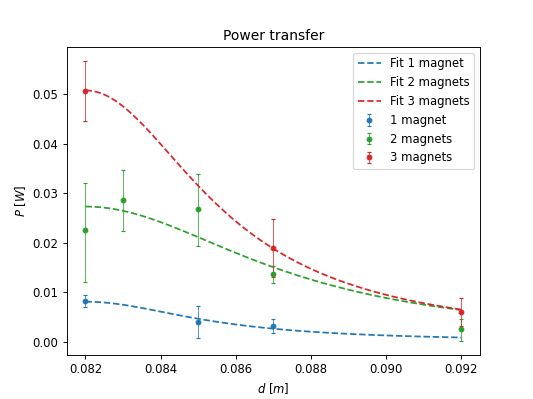 Power transfer
Fit 1 magnet
Fit 2 magnets
Fit 3 magnets
1 magnet
2 magnets
3 magnets
0.05
0.04
0.03
0.02
0.01
0.00
P [W]
0.082 0.084 0.086 0.088 0.090 0.092
d [m]